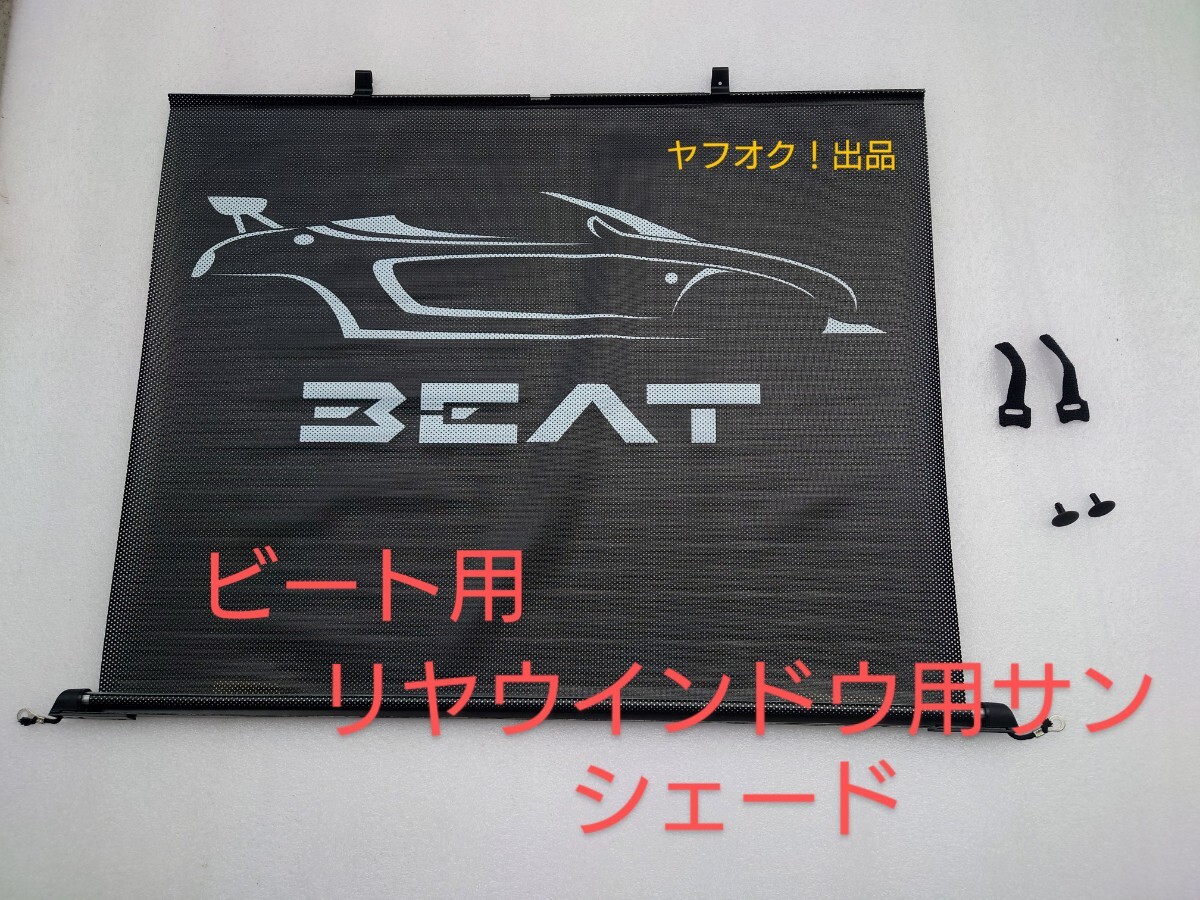 ヤフオク！出品
BEAT
ビート用
リヤウインドウ用サン
シェード